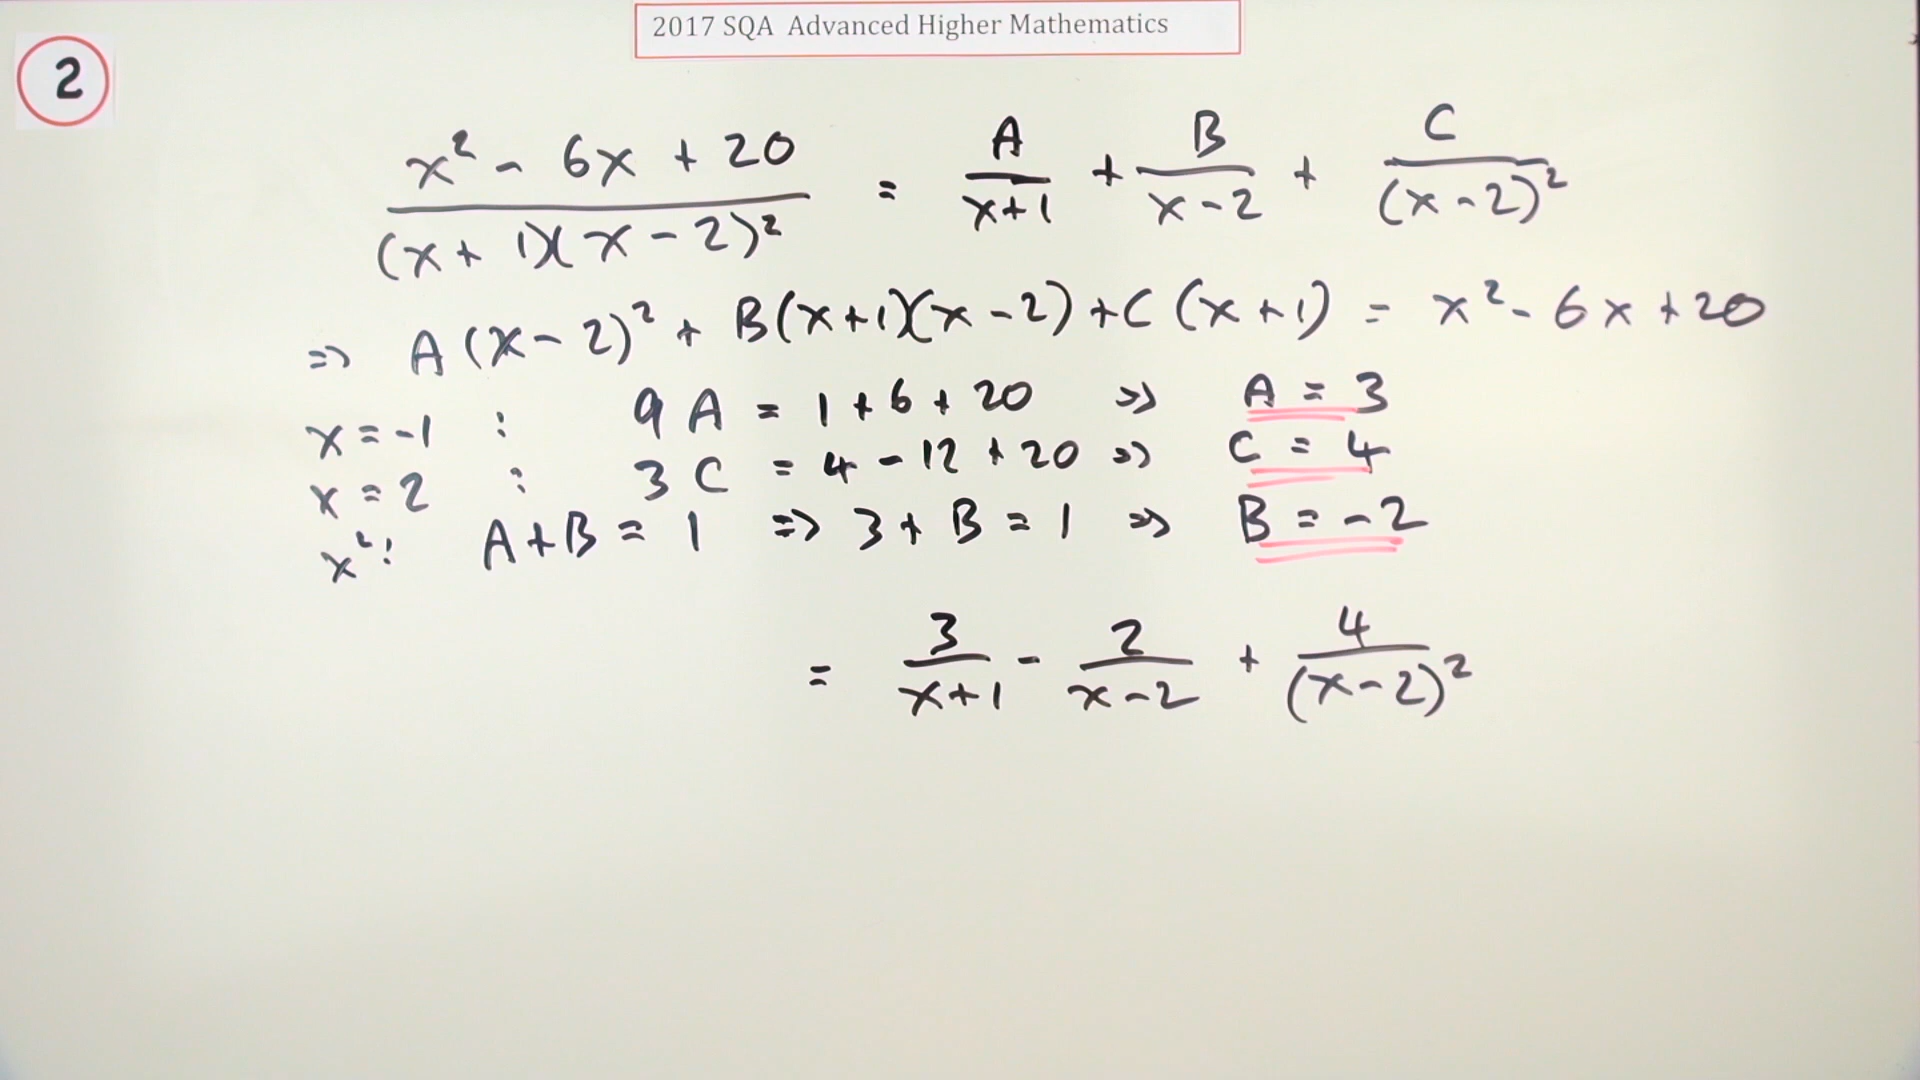 2017 SQA Advanced Higher Mathematics
2
x² - 6x + 20 / (x + 1)(x - 2)² = A / x+1 + B / x-2 + C / (x-2)²
=> A(x-2)² + B(x+1)(x-2) + C(x+1) = x² - 6x + 20
x = -1 : 9A = 1 + 6 + 20 => A = 3
x = 2 : 3C = 4 - 12 + 20 => C = 4
x²: A+B = 1 => 3 + B = 1 => B = -2
= 3 / x+1 - 2 / x-2 + 4 / (x-2)²